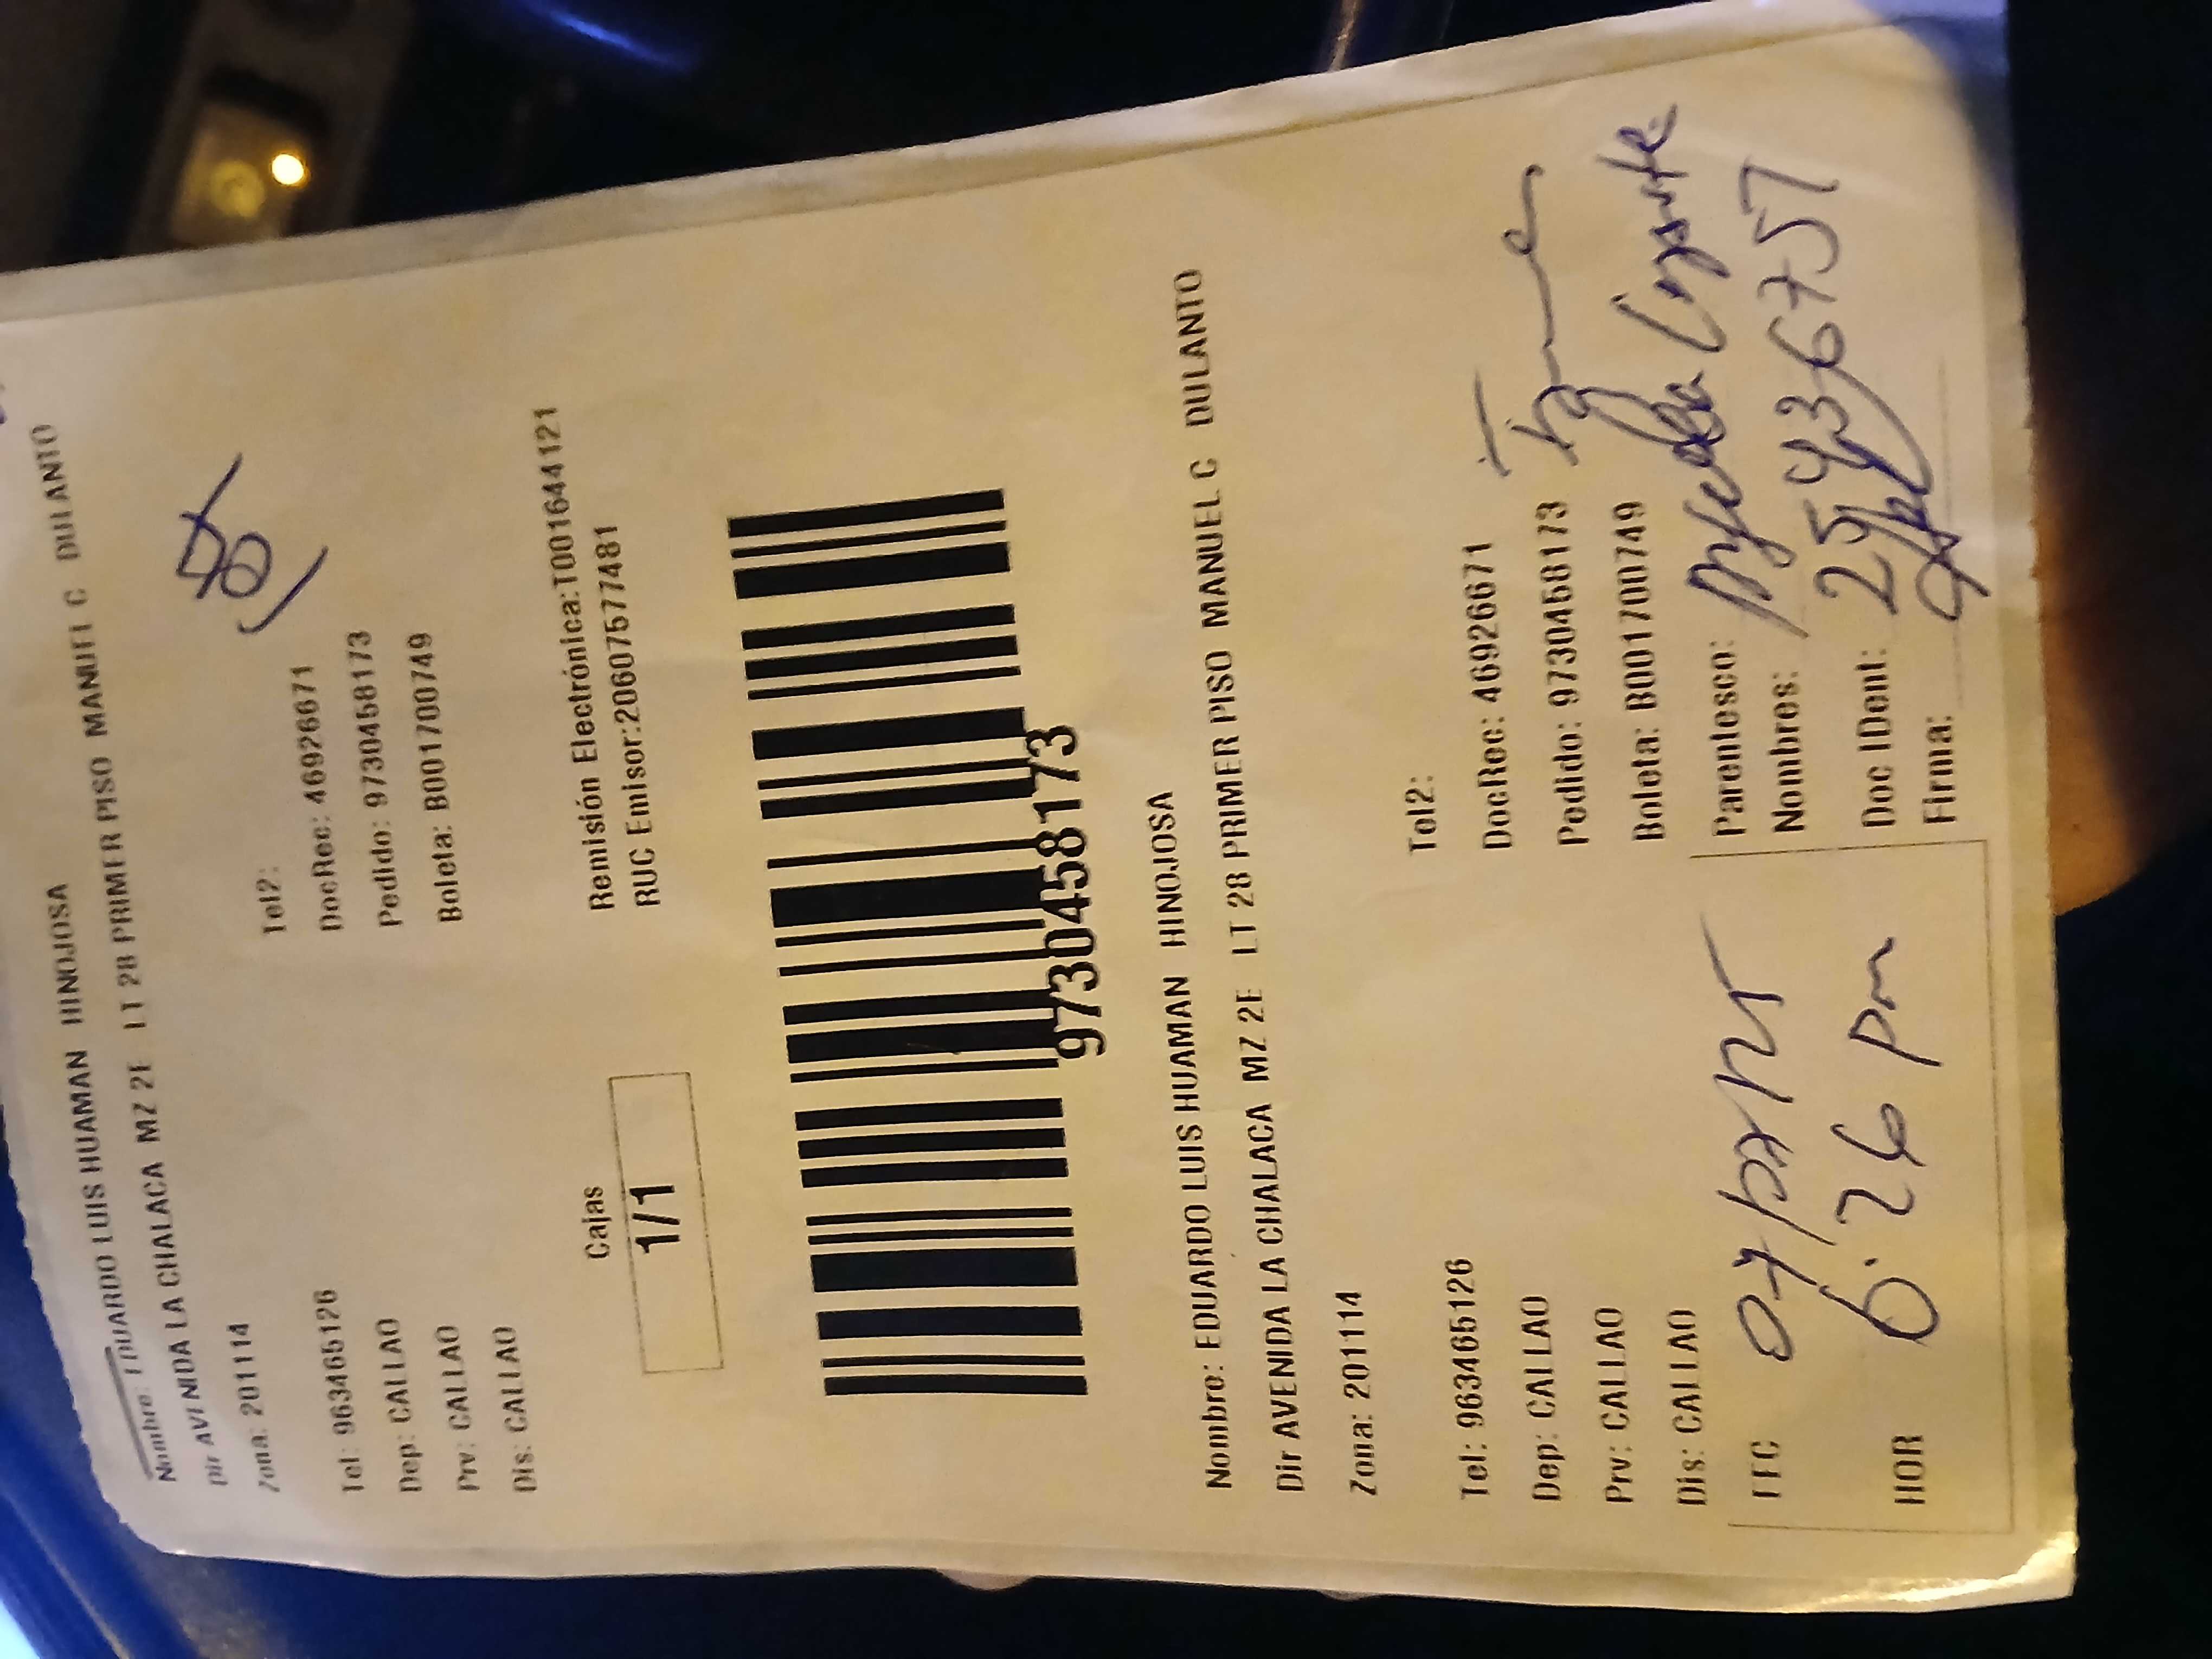 Nombre: EDUARDO LUIS HUAMAN HINOJOSA
Dir AVENIDA LA CHALACA MZ 2E LT 28 PRIMER PISO MANUEL C DULANTO
Zona: 201114
Tel: 963465126 Tel2:
Dep: CALLAO DocRec: 46926671
Prv: CALLAO Pedido: 97304581​73
Dis: CALLAO Boleta: B001700749
Cajas
1/1
Remisión Electrónica:T001644121
RUC Emisor:20607577481
9730458173
Nombre: EDUARDO LUIS HUAMAN HINOJOSA
Dir AVENIDA LA CHALACA MZ 2E LT 28 PRIMER PISO MANUEL C DULANTO
Zona: 201114
Tel: 963465126 Tel2:
Dep: CALLAO DocRec: 46926671
Prv: CALLAO Pedido: 9730458173
Dis: CALLAO Boleta: B001700749
FEC
HOR 6:26 pm
Parentesco:
Nombres:
Doc IDent: 25436757
Firma: